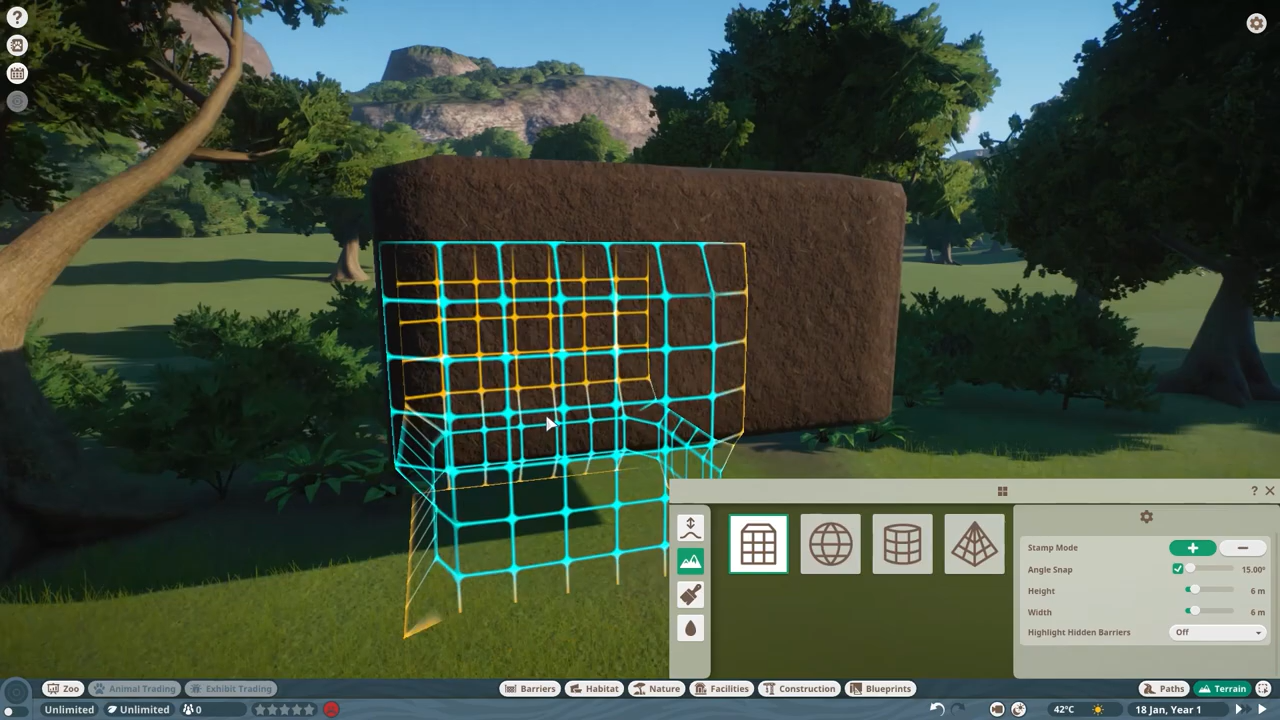 ?
? ×
Stamp Mode + −
Angle Snap 15.00°
Height 6 m
Width 6 m
Highlight Hidden Barriers Off
Zoo Animal Trading Exhibit Trading Barriers Habitat Nature Facilities Construction Blueprints Paths Terrain
Unlimited Unlimited 0 42°C 18 Jan, Year 1